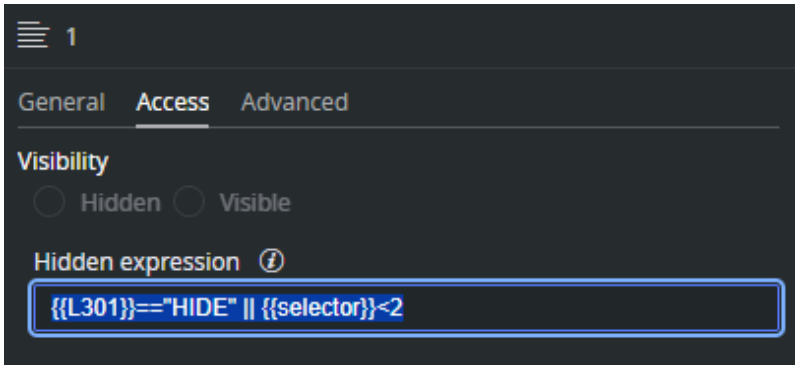 1
General Access Advanced
Visibility
Hidden Visible
Hidden expression i
{{L301}}=="HIDE" || {{selector}}<2